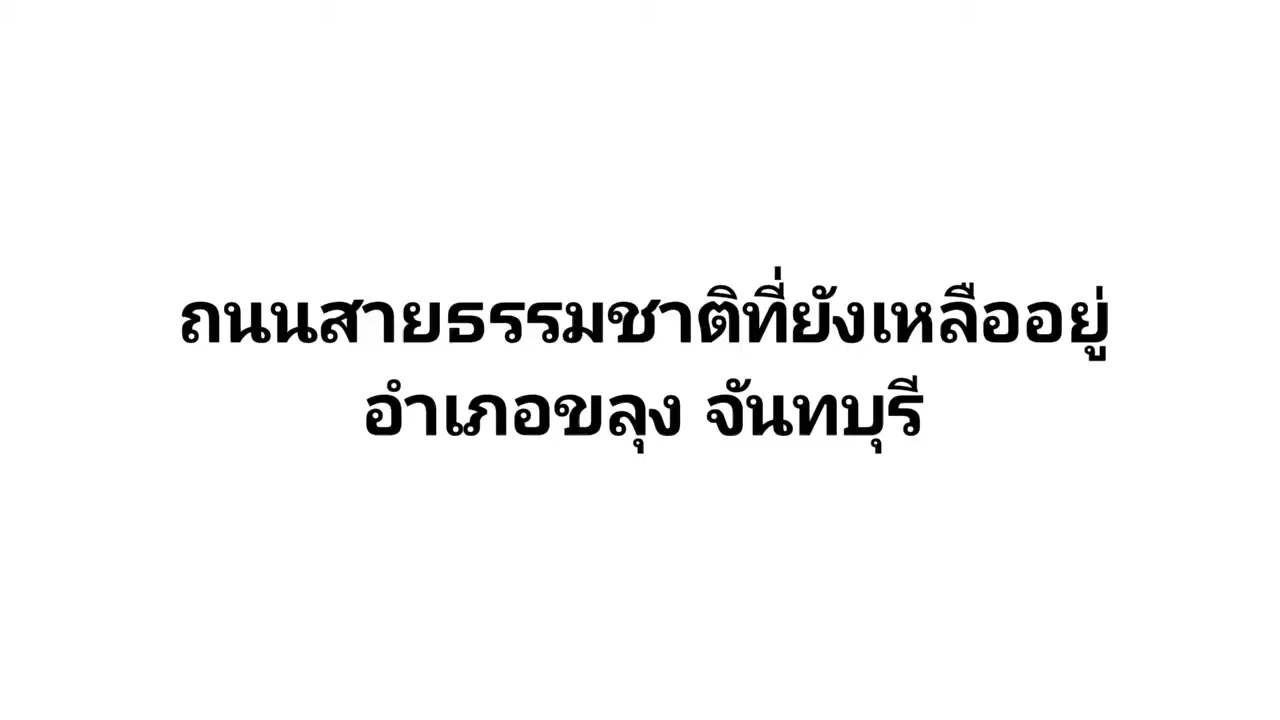 ถนนสายธรรมชาติที่ยังเหลืออยู่
อำเภอขลุง จันทบุรี